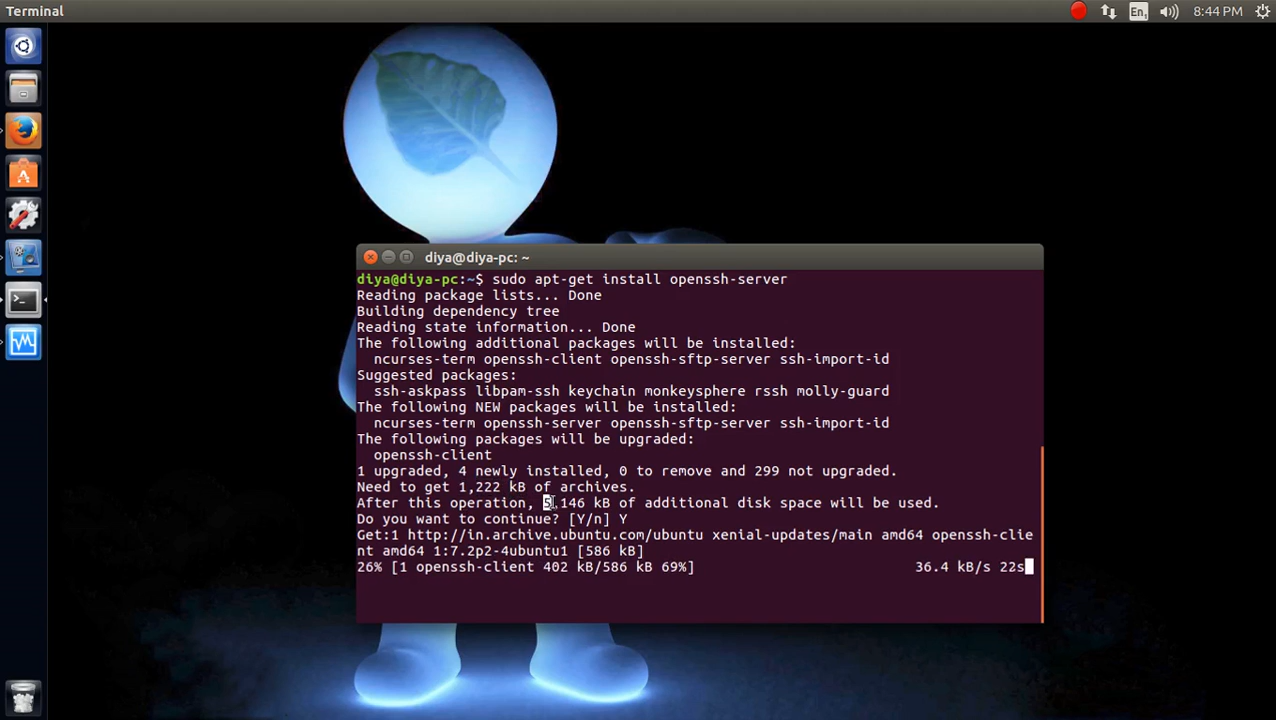 Terminal
En1
8:44 PM
diya@diya-pc: ~
diya@diya-pc:~$ sudo apt-get install openssh-server
Reading package lists... Done
Building dependency tree
Reading state information... Done
The following additional packages will be installed:
ncurses-term openssh-client openssh-sftp-server ssh-import-id
Suggested packages:
ssh-askpass libpam-ssh keychain monkeysphere rssh molly-guard
The following NEW packages will be installed:
ncurses-term openssh-server openssh-sftp-server ssh-import-id
The following packages will be upgraded:
openssh-client
1 upgraded, 4 newly installed, 0 to remove and 299 not upgraded.
Need to get 1,222 kB of archives.
After this operation, 5,146 kB of additional disk space will be used.
Do you want to continue? [Y/n] Y
Get:1 http://in.archive.ubuntu.com/ubuntu xenial-updates/main amd64 openssh-clie
nt amd64 1:7.2p2-4ubuntu1 [586 kB]
26% [1 openssh-client 402 kB/586 kB 69%] 36.4 kB/s 22s